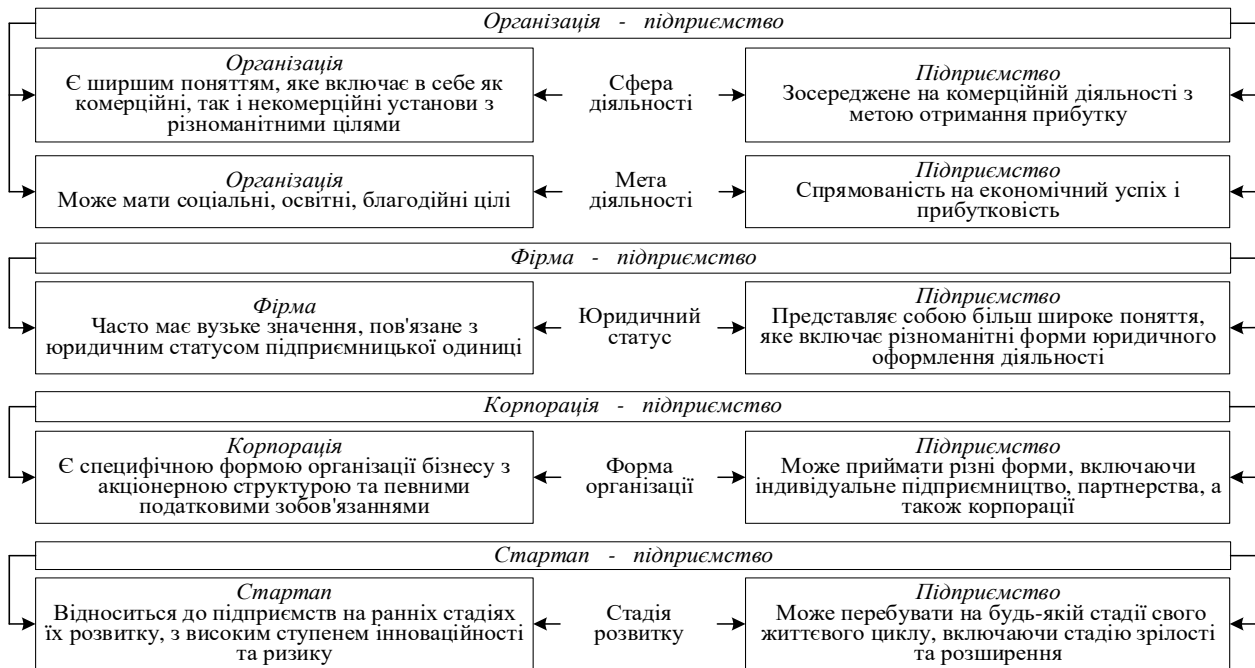 Організація - підприємство
Організація
Є ширшим поняттям, яке включає в себе як
комерційні, так і некомерційні установи з
різноманітними цілями
Сфера
діяльності
Підприємство
Зосереджене на комерційній діяльності з
метою отримання прибутку
Організація
Може мати соціальні, освітні, благодійні цілі
Мета
діяльності
Підприємство
Спрямованість на економічний успіх і
прибутковість
Фірма - підприємство
Фірма
Часто має вузьке значення, пов'язане з
юридичним статусом підприємницької одиниці
Юридичний
статус
Підприємство
Представляє собою більш широке поняття,
яке включає різноманітні форми юридичного
оформлення діяльності
Корпорація - підприємство
Корпорація
Є специфічною формою організації бізнесу з
акціонерною структурою та певними
податковими зобов'язаннями
Форма
організації
Підприємство
Може приймати різні форми, включаючи
індивідуальне підприємництво, партнерства, а
також корпорації
Стартап - підприємство
Стартап
Відноситься до підприємств на ранніх стадіях
їх розвитку, з високим ступенем інноваційності
та ризику
Стадія
розвитку
Підприємство
Може перебувати на будь-якій стадії свого
життєвого циклу, включаючи стадію зрілості
та розширення